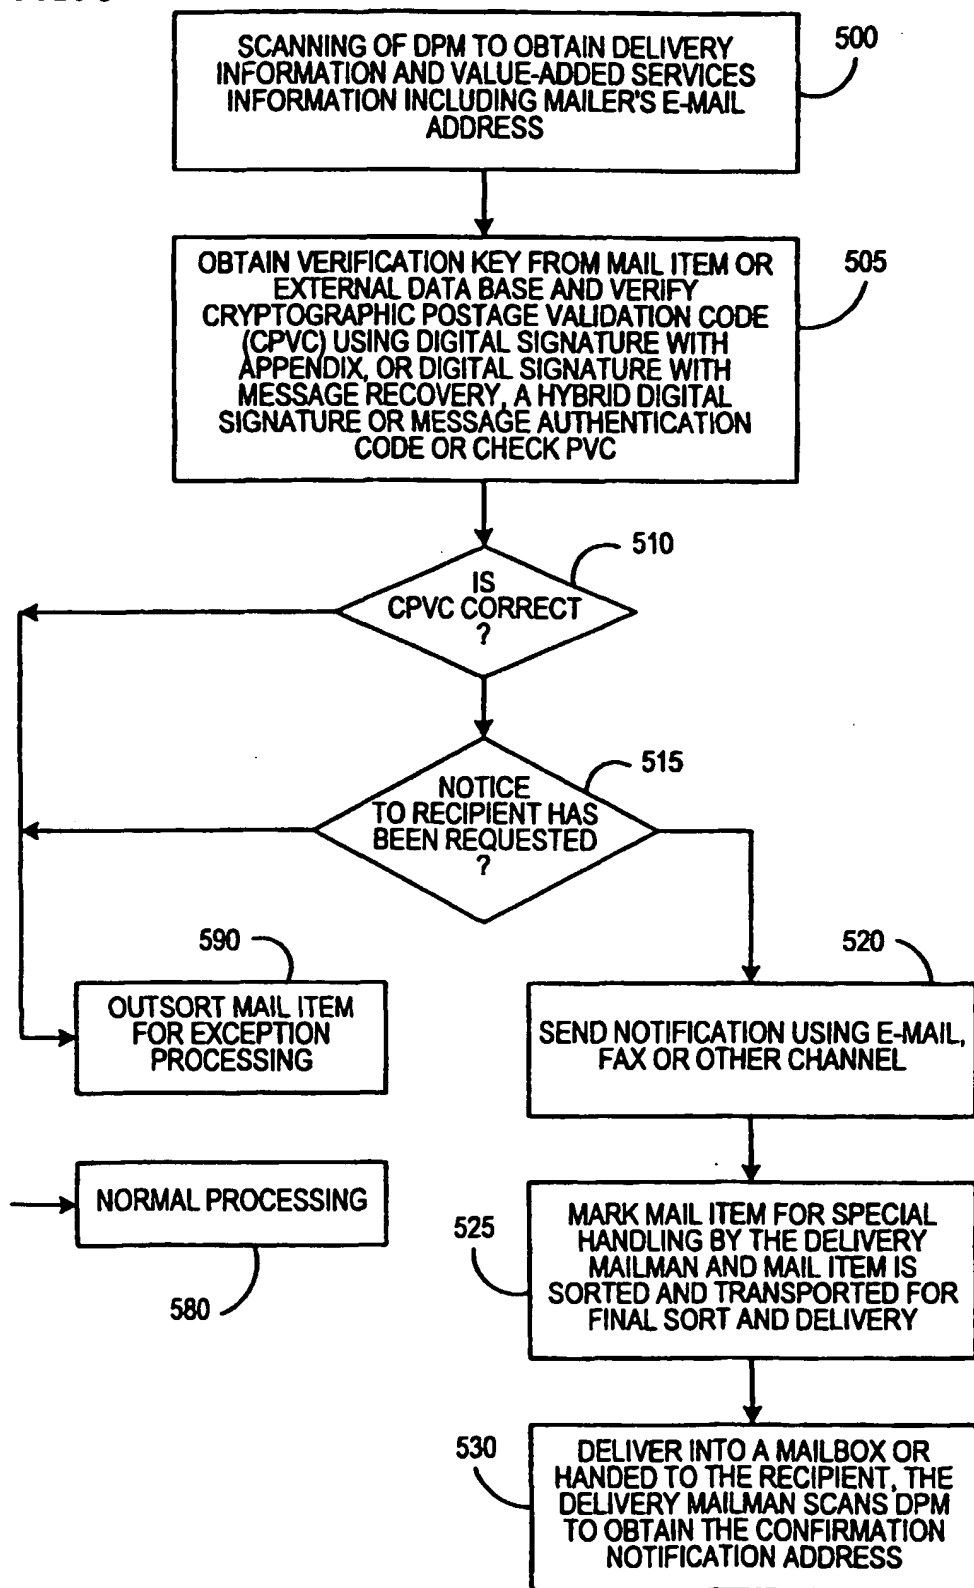 SCANNING OF DPM TO OBTAIN DELIVERY
INFORMATION AND VALUE-ADDED SERVICES
INFORMATION INCLUDING MAILER'S E-MAIL
ADDRESS
500
OBTAIN VERIFICATION KEY FROM MAIL ITEM OR
EXTERNAL DATA BASE AND VERIFY
CRYPTOGRAPHIC POSTAGE VALIDATION CODE
(CPVC) USING DIGITAL SIGNATURE WITH
APPENDIX, OR DIGITAL SIGNATURE WITH
MESSAGE RECOVERY, A HYBRID DIGITAL
SIGNATURE OR MESSAGE AUTHENTICATION
CODE OR CHECK PVC
505
IS
CPVC CORRECT
?
510
NOTICE
TO RECIPIENT HAS
BEEN REQUESTED
?
515
590
OUTSORT MAIL ITEM
FOR EXCEPTION
PROCESSING
520
SEND NOTIFICATION USING E-MAIL,
FAX OR OTHER CHANNEL
NORMAL PROCESSING
580
525
MARK MAIL ITEM FOR SPECIAL
HANDLING BY THE DELIVERY
MAILMAN AND MAIL ITEM IS
SORTED AND TRANSPORTED FOR
FINAL SORT AND DELIVERY
530
DELIVER INTO A MAILBOX OR
HANDED TO THE RECIPIENT, THE
DELIVERY MAILMAN SCANS DPM
TO OBTAIN THE CONFIRMATION
NOTIFICATION ADDRESS